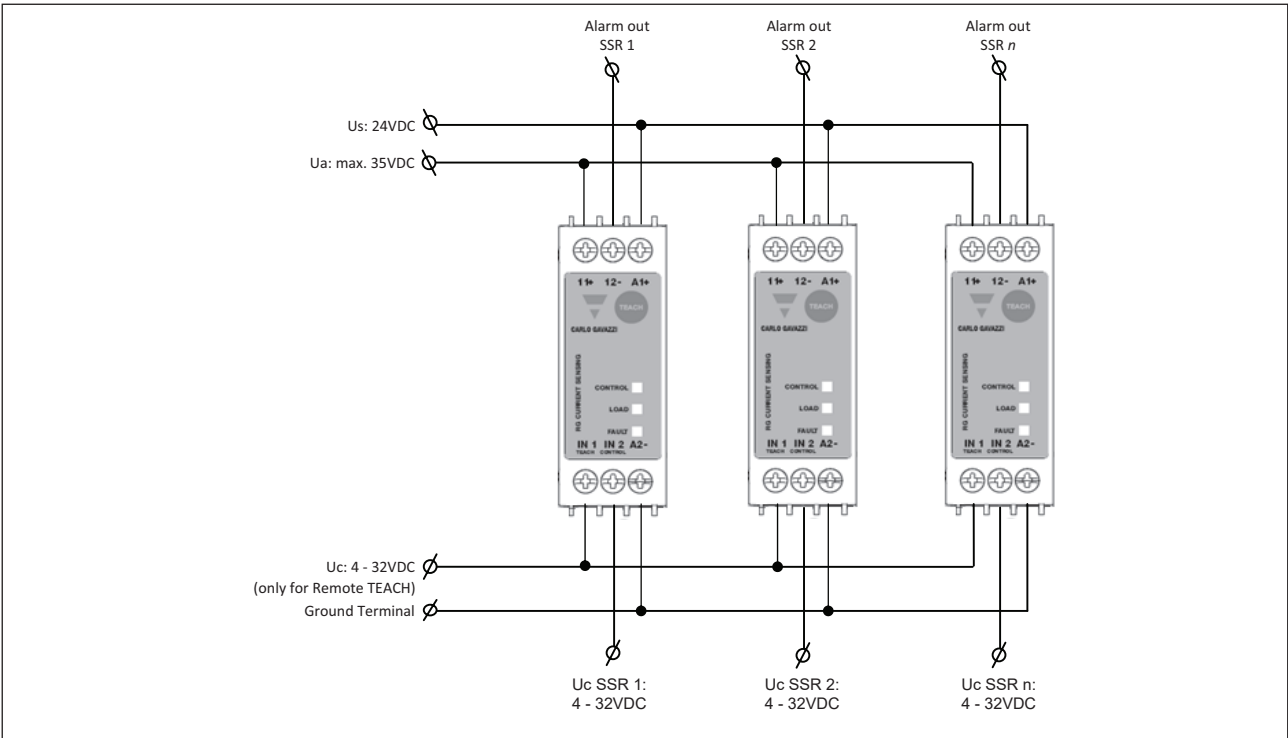 Alarm out
SSR 1
Alarm out
SSR 2
Alarm out
SSR n
Us: 24VDC
Ua: max. 35VDC
11+ 12- A1+
TEACH
CARLO GAVAZZI
RG CURRENT SENSING
CONTROL
LOAD
FAULT
IN 1 IN 2 A2-
TEACH CONTROL
11+ 12- A1+
TEACH
CARLO GAVAZZI
RG CURRENT SENSING
CONTROL
LOAD
FAULT
IN 1 IN 2 A2-
TEACH CONTROL
11+ 12- A1+
TEACH
CARLO GAVAZZI
RG CURRENT SENSING
CONTROL
LOAD
FAULT
IN 1 IN 2 A2-
TEACH CONTROL
Uc: 4 - 32VDC
(only for Remote TEACH)
Ground Terminal
Uc SSR 1:
4 - 32VDC
Uc SSR 2:
4 - 32VDC
Uc SSR n:
4 - 32VDC